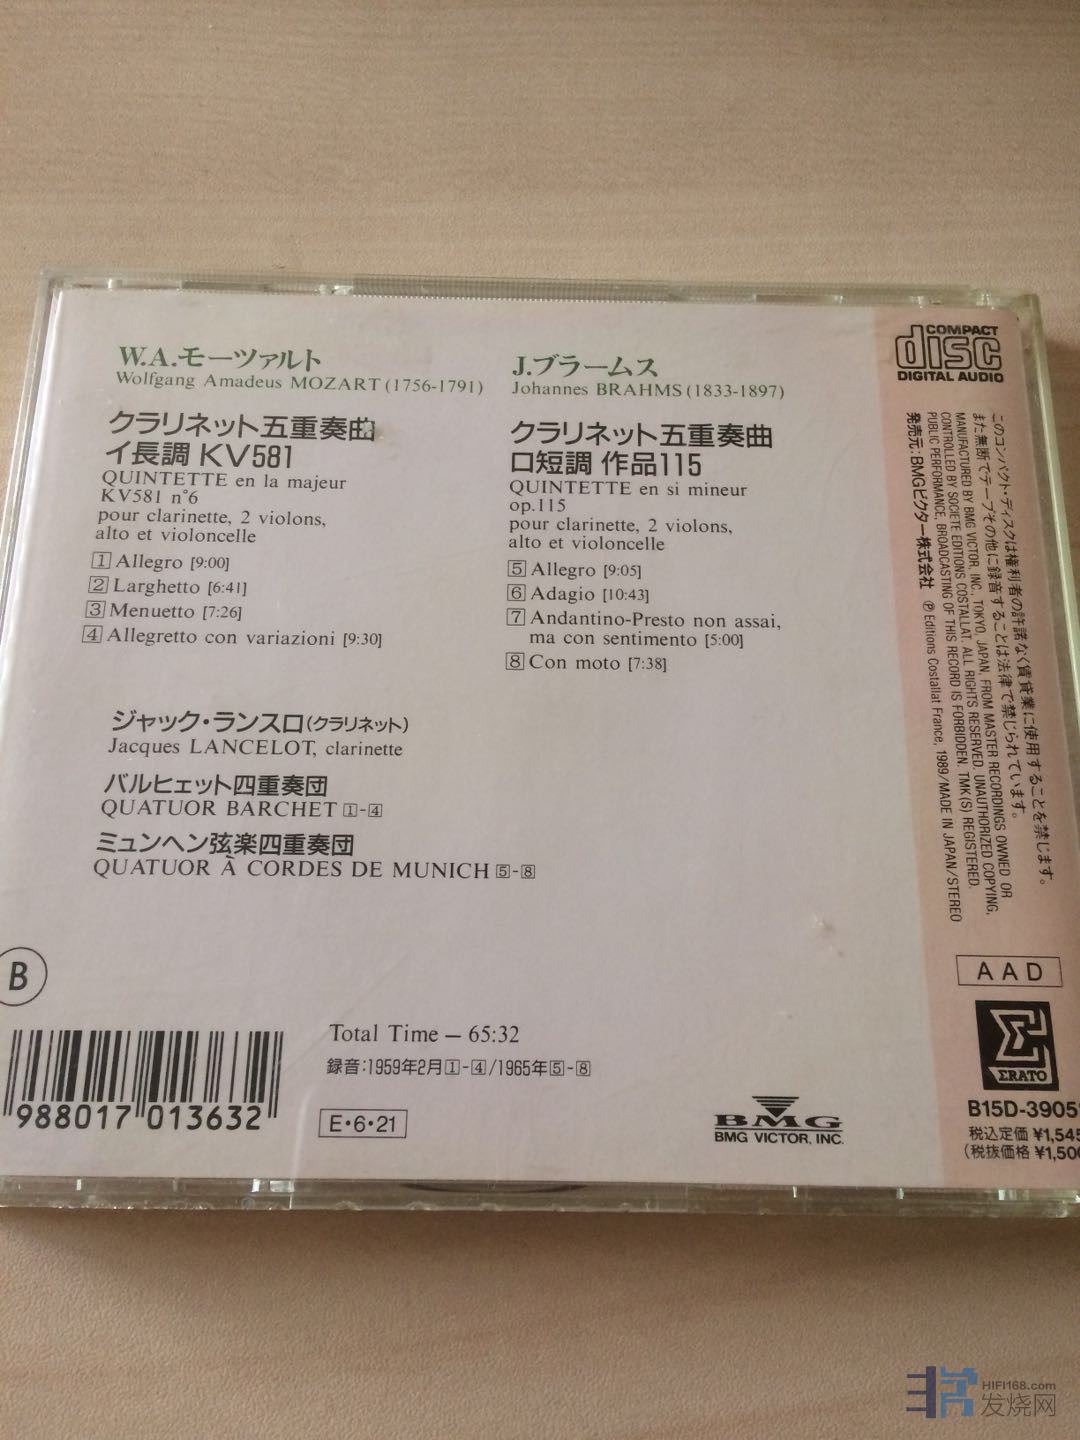 W.A.モーツァルト
Wolfgang Amadeus MOZART (1756-1791)
クラリネット五重奏曲
イ長調 KV581
QUINTETTE en la majeur
KV581 n°6
pour clarinette, 2 violons,
alto et violoncelle
1 Allegro [9:00]
2 Larghetto [6:41]
3 Menuetto [7:26]
4 Allegretto con variazioni [9:30]
J.ブラームス
Johannes BRAHMS (1833-1897)
クラリネット五重奏曲
ロ短調 作品115
QUINTETTE en si mineur
op.115
pour clarinette, 2 violons,
alto et violoncelle
5 Allegro [9:05]
6 Adagio [10:43]
7 Andantino-Presto non assai,
ma con sentimento [5:00]
8 Con moto [7:38]
ジャック・ランスロ(クラリネット)
Jacques LANCELOT, clarinette
バルヒェット四重奏団
QUATUOR BARCHET 1-4
ミュンヘン弦楽四重奏団
QUATUOR À CORDES DE MUNICH 5-8
B
988017 013632
Total Time — 65:32
録音:1959年2月1-4/1965年5-8
E・6・21
BMG
BMG VICTOR, INC.
COMPACT
disc
DIGITAL AUDIO
このコンパクト・ディスクは権利者の許諾なく賃貸業に使用することを禁じます。
また無断でテープその他に録音することは法律で禁じられています。
MANUFACTURED BY BMG VICTOR, INC., TOKYO, JAPAN, FROM MASTER RECORDINGS OWNED OR
CONTROLLED BY SOCIETE EDITIONS COSTALLAT. ALL RIGHTS RESERVED. UNAUTHORIZED COPYING,
PUBLIC PERFORMANCE, BROADCASTING OF THIS RECORD IS FORBIDDEN. TMK(S) REGISTERED.
発売元:BMGビクター株式会社 ℗ Editions Costallat France, 1989/MADE IN JAPAN/STEREO
AAD
ERATO
B15D-3905
税込定価 ¥1,545
(税抜価格 ¥1,500
HIFI168.com
发烧网